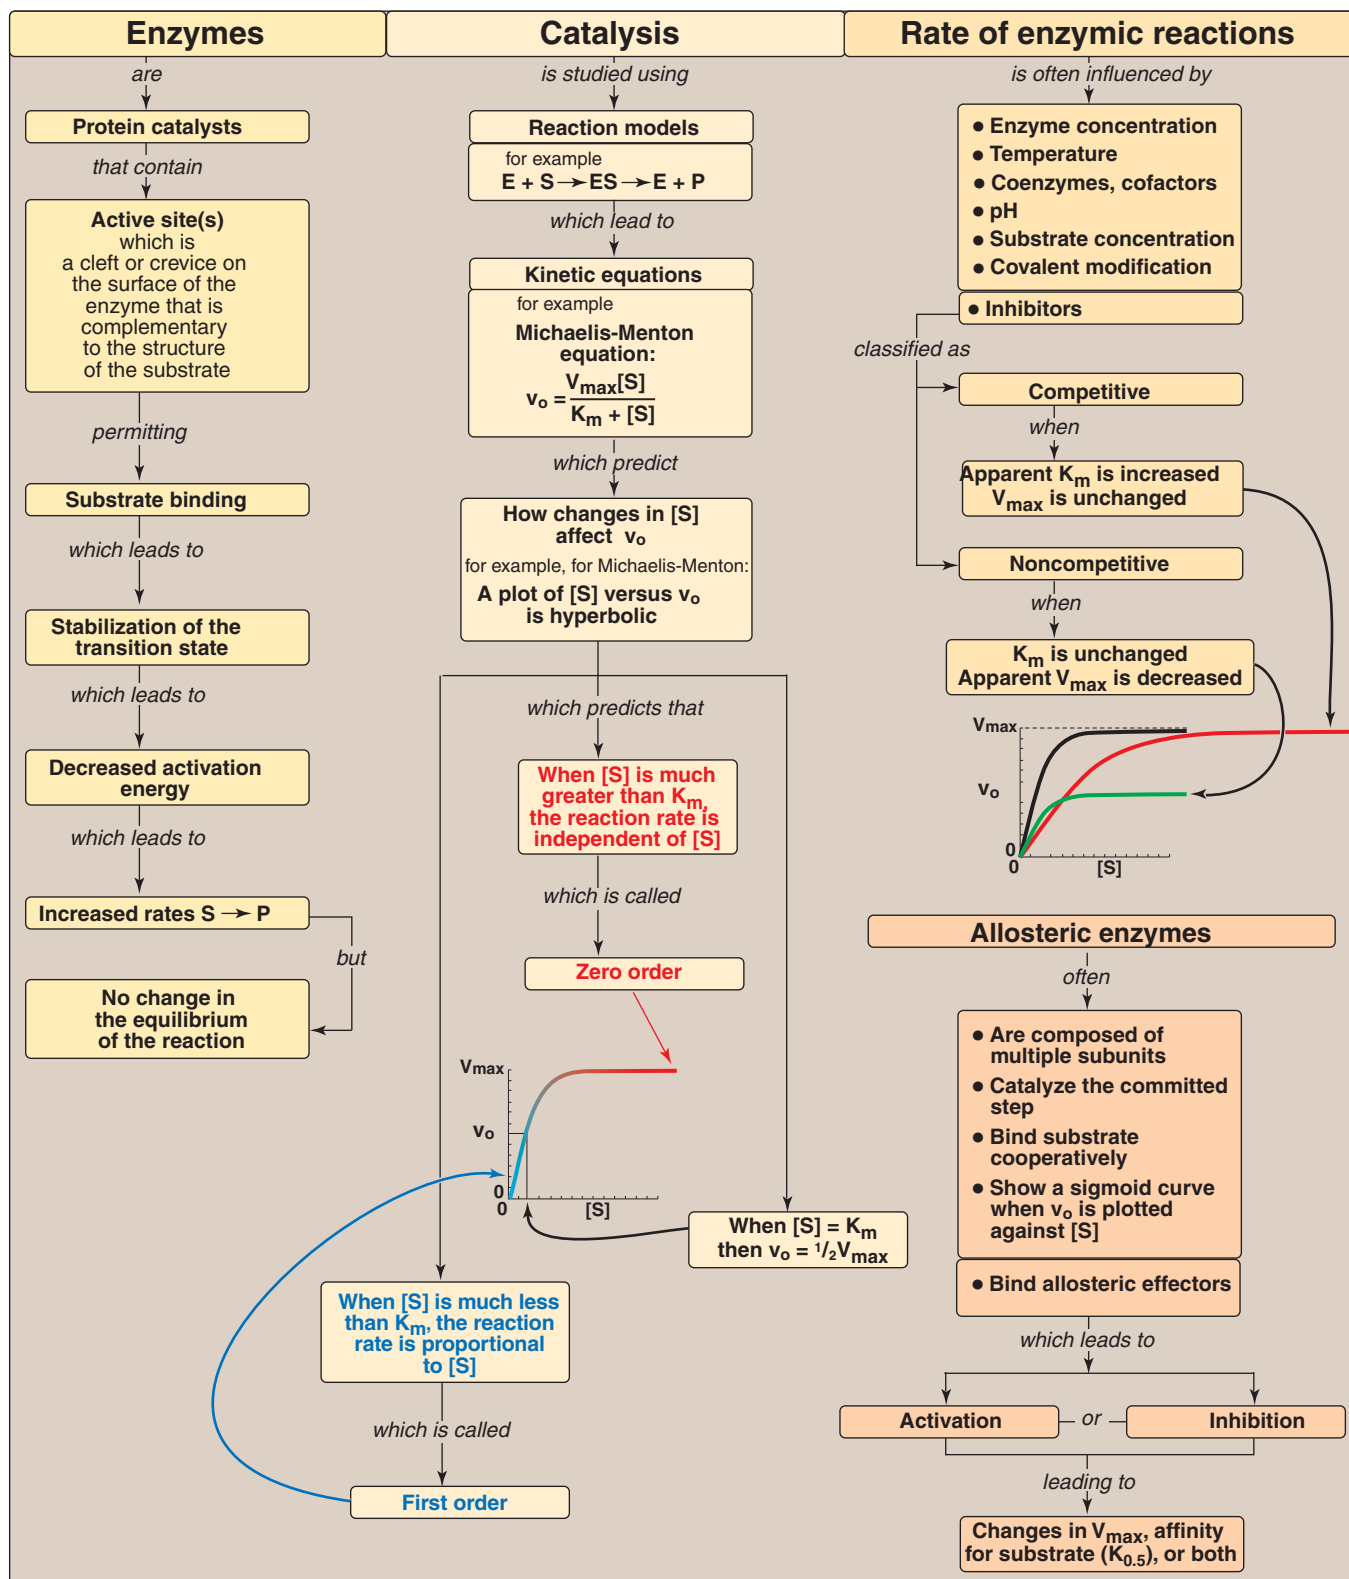 Enzymes
are
Protein catalysts
that contain
Active site(s)
which is
a cleft or crevice on
the surface of the
enzyme that is
complementary
to the structure
of the substrate
permitting
Substrate binding
which leads to
Stabilization of the
transition state
which leads to
Decreased activation
energy
which leads to
Increased rates S → P
but
No change in
the equilibrium
of the reaction
Catalysis
is studied using
Reaction models
for example
E + S → ES → E + P
which lead to
Kinetic equations
for example
Michaelis-Menton
equation:
vo = Vmax[S]
Km + [S]
which predict
How changes in [S]
affect vo
for example, for Michaelis-Menton:
A plot of [S] versus vo
is hyperbolic
which predicts that
When [S] is much
greater than Km,
the reaction rate is
independent of [S]
which is called
Zero order
Vmax
vo
0
0
[S]
When [S] = Km
then vo = 1/2Vmax
When [S] is much less
than Km, the reaction
rate is proportional
to [S]
which is called
First order
Rate of enzymic reactions
is often influenced by
● Enzyme concentration
● Temperature
● Coenzymes, cofactors
● pH
● Substrate concentration
● Covalent modification
● Inhibitors
classified as
Competitive
when
Apparent Km is increased
Vmax is unchanged
Noncompetitive
when
Km is unchanged
Apparent Vmax is decreased
Vmax
vo
0
0
[S]
Allosteric enzymes
often
● Are composed of
multiple subunits
● Catalyze the committed
step
● Bind substrate
cooperatively
● Show a sigmoid curve
when vo is plotted
against [S]
● Bind allosteric effectors
which leads to
Activation
or
Inhibition
leading to
Changes in Vmax, affinity
for substrate (K0.5), or both